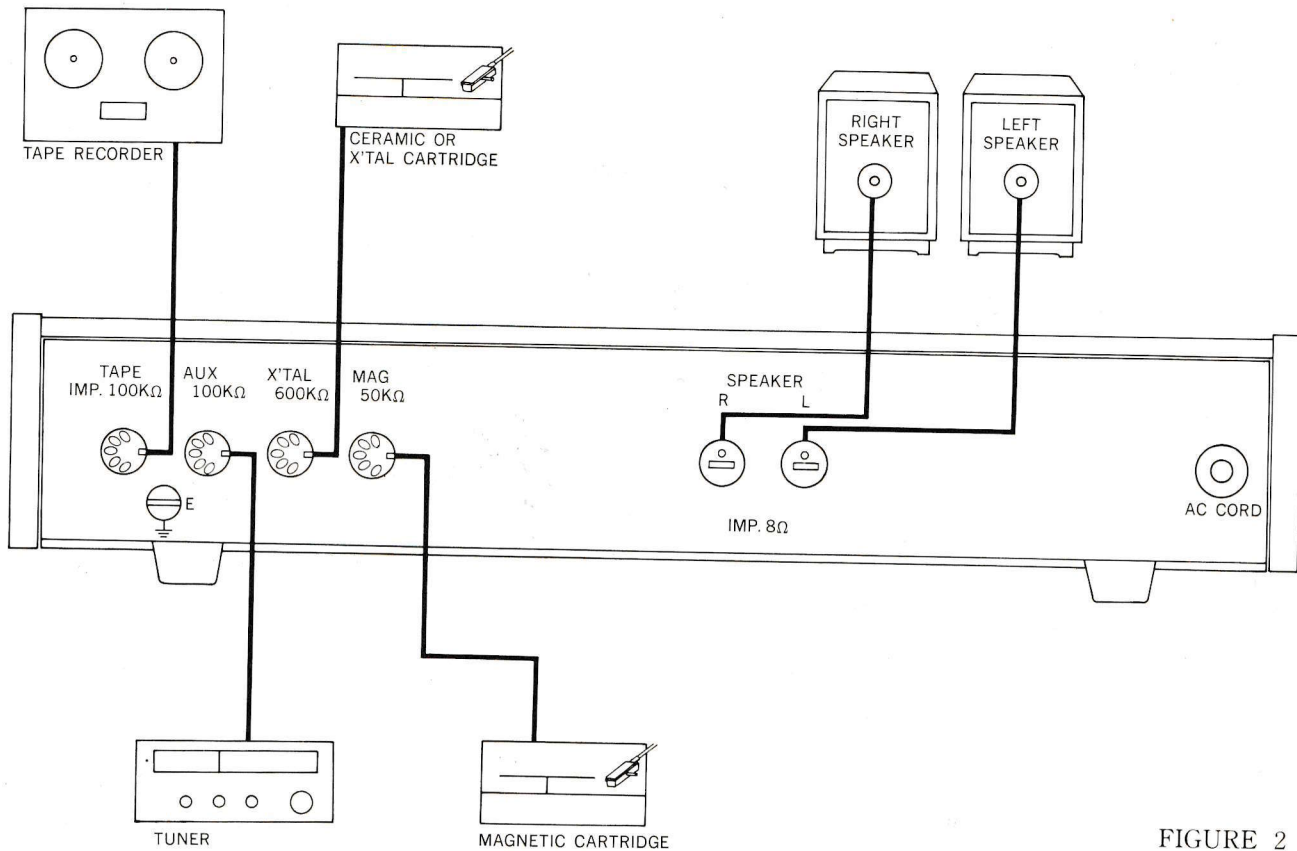 TAPE RECORDER
CERAMIC OR
X'TAL CARTRIDGE
RIGHT
SPEAKER
LEFT
SPEAKER
TAPE
IMP. 100KΩ
AUX
100KΩ
X'TAL
600KΩ
MAG
50KΩ
SPEAKER
R L
E
IMP. 8Ω
AC CORD
TUNER
MAGNETIC CARTRIDGE
FIGURE 2